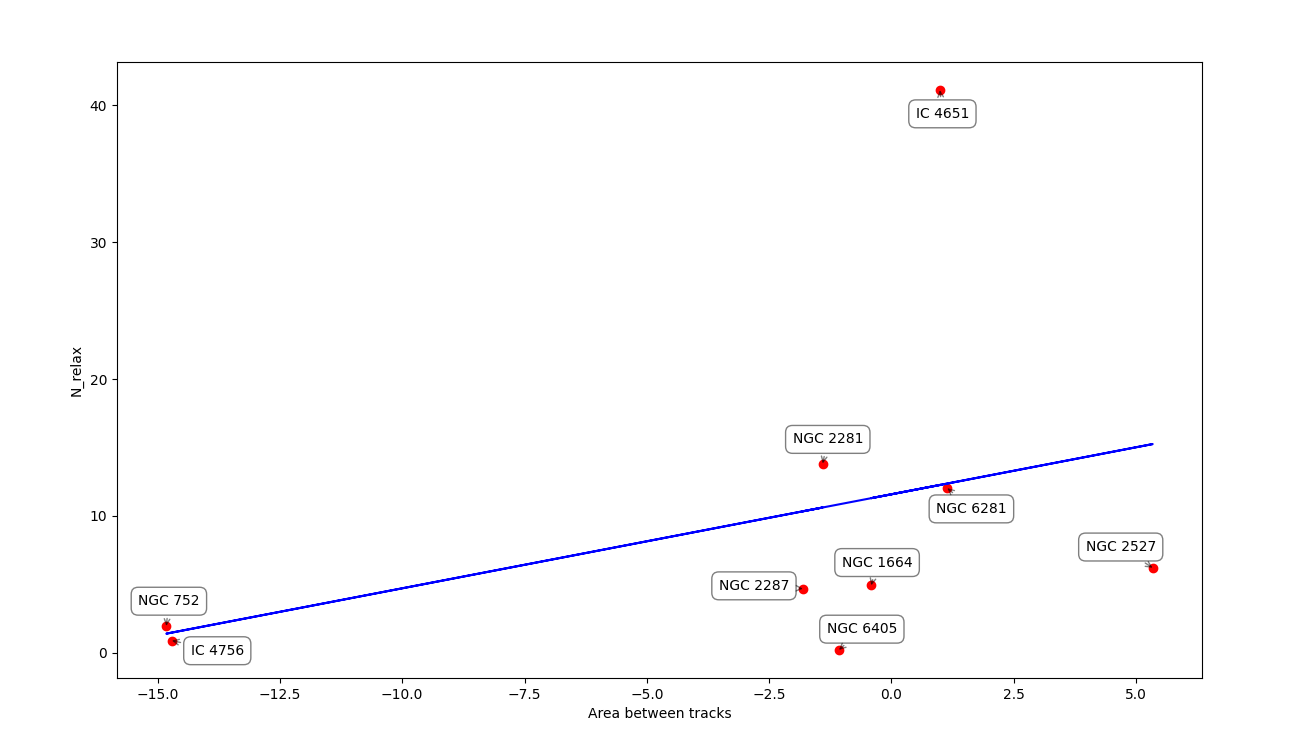 40
30
20
10
0
N_relax
IC 4651
NGC 2281
NGC 6281
NGC 2527
NGC 1664
NGC 2287
NGC 752
NGC 6405
IC 4756
−15.0 −12.5 −10.0 −7.5 −5.0 −2.5 0.0 2.5 5.0
Area between tracks